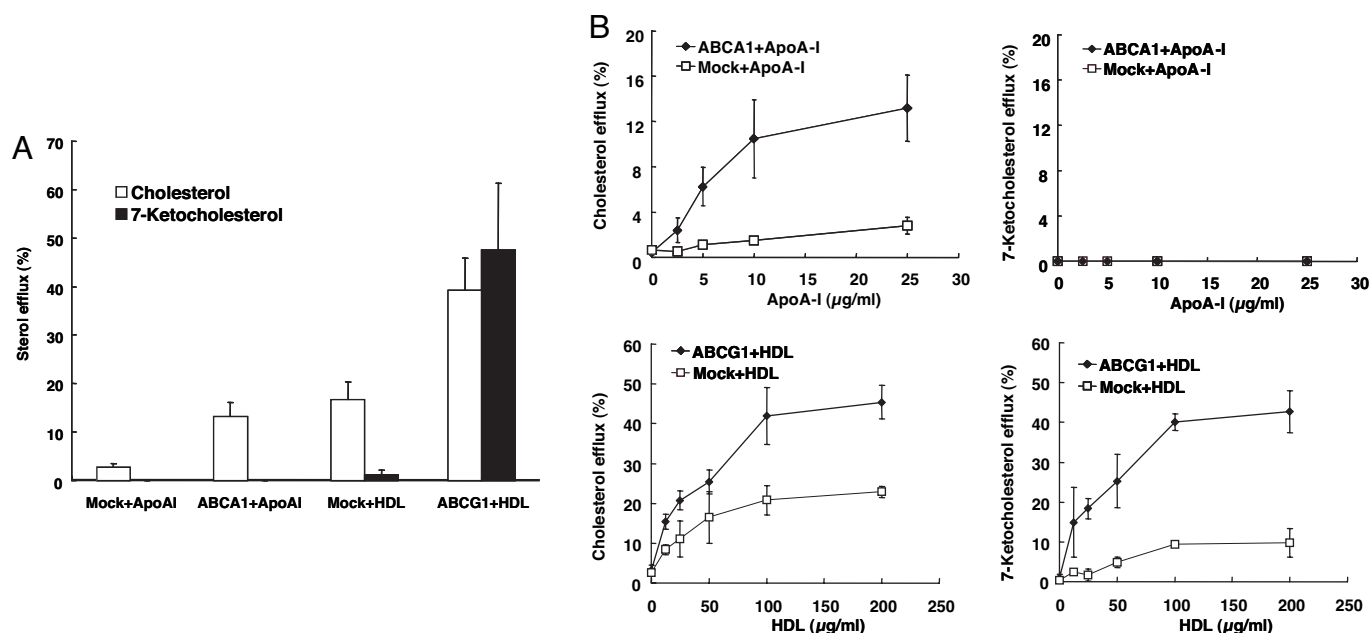 A
Sterol efflux (%)
70
60
50
40
30
20
10
0
Cholesterol
7-Ketocholesterol
Mock+ApoAI ABCA1+ApoAI Mock+HDL ABCG1+HDL
B
Cholesterol efflux (%)
20
16
12
8
4
0
ABCA1+ApoA-I
Mock+ApoA-I
0 5 10 15 20 25 30
ApoA-I (µg/ml)
7-Ketocholesterol efflux (%)
20
16
12
8
4
0
ABCA1+ApoA-I
Mock+ApoA-I
0 5 10 15 20 25 30
ApoA-I (µg/ml)
Cholesterol efflux (%)
60
50
40
30
20
10
0
ABCG1+HDL
Mock+HDL
0 50 100 150 200 250
HDL (µg/ml)
7-Ketocholesterol efflux (%)
60
50
40
30
20
10
0
ABCG1+HDL
Mock+HDL
0 50 100 150 200 250
HDL (µg/ml)